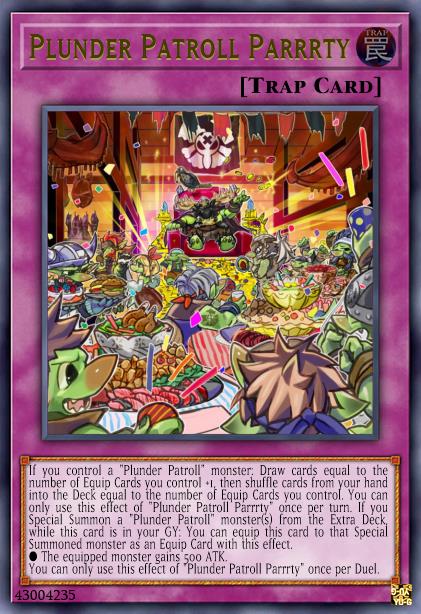 PLUNDER PATROLL PARRRTY
TRAP
罠
[TRAP CARD]
If you control a "Plunder Patroll" monster: Draw cards equal to the
number of Equip Cards you control +1, then shuffle cards from your hand
into the Deck equal to the number of Equip Cards you control. You can
only use this effect of "Plunder Patroll Parrrty" once per turn. If you
Special Summon a "Plunder Patroll" monster(s) from the Extra Deck,
while this card is in your GY: You can equip this card to that Special
Summoned monster as an Equip Card with this effect.
● The equipped monster gains 500 ATK.
You can only use this effect of "Plunder Patroll Parrrty" once per Duel.
43004235